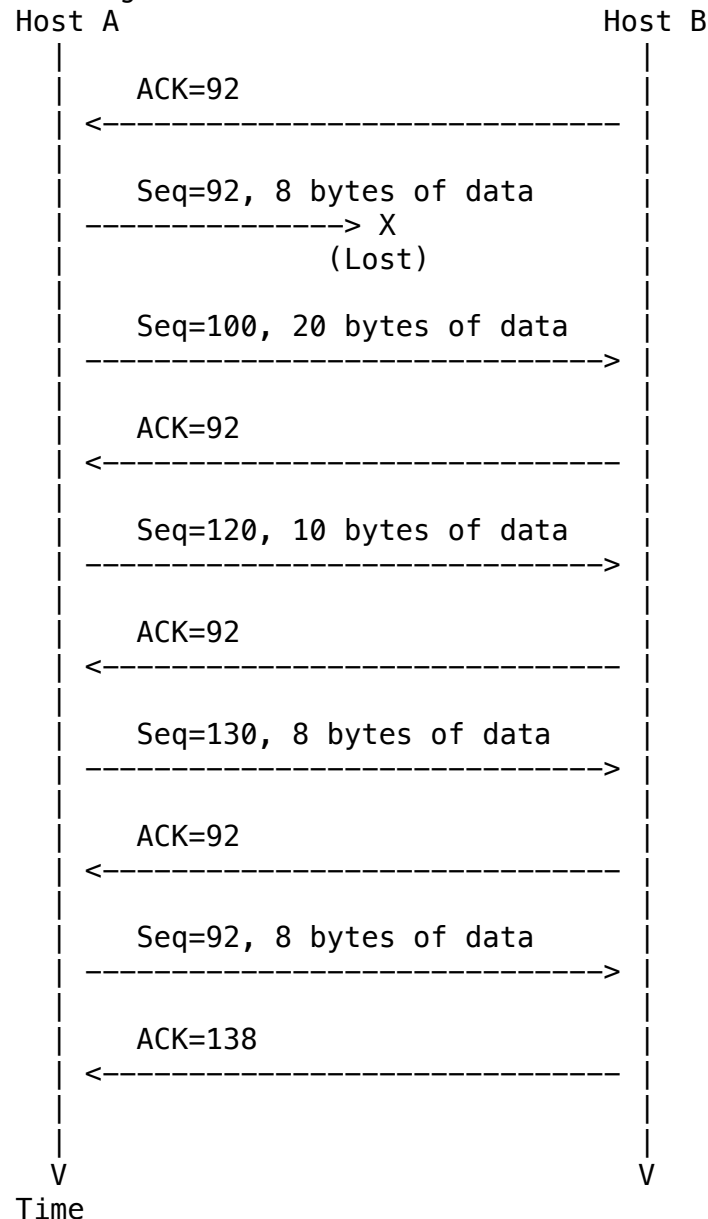 Host A Host B
ACK=92
Seq=92, 8 bytes of data
X
(Lost)
Seq=100, 20 bytes of data
ACK=92
Seq=120, 10 bytes of data
ACK=92
Seq=130, 8 bytes of data
ACK=92
Seq=92, 8 bytes of data
ACK=138
V V
Time